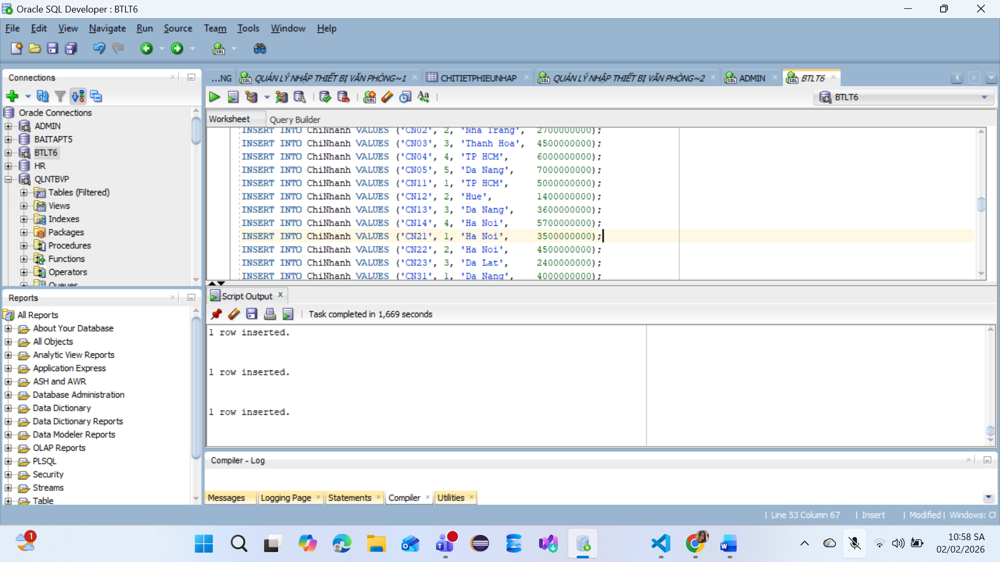 Oracle SQL Developer : BTLT6
File Edit View Navigate Run Source Team Tools Window Help
Connections
Oracle Connections
ADMIN
BAITAPT5
BTLT6
HR
QLNTBVP
Tables (Filtered)
Views
Indexes
Packages
Procedures
Functions
Operators
Queues
Reports
All Reports
About Your Database
All Objects
Analytic View Reports
Application Express
ASH and AWR
Database Administration
Data Dictionary
Data Dictionary Reports
Data Modeler Reports
OLAP Reports
PLSQL
Security
Streams
Table
...NG QUẢN LÝ NHẬP THIẾT BỊ VĂN PHÒNG~1 CHITIETPHIEUNHAP QUẢN LÝ NHẬP THIẾT BỊ VĂN PHÒNG~2 ADMIN BTLT6
BTLT6
Worksheet Query Builder
INSERT INTO ChiNhanh VALUES ('CN02', 2, 'Nha Trang', 2700000000);
INSERT INTO ChiNhanh VALUES ('CN03', 3, 'Thanh Hoa', 4500000000);
INSERT INTO ChiNhanh VALUES ('CN04', 4, 'TP HCM', 6000000000);
INSERT INTO ChiNhanh VALUES ('CN05', 5, 'Da Nang', 7000000000);
INSERT INTO ChiNhanh VALUES ('CN11', 1, 'TP HCM', 5000000000);
INSERT INTO ChiNhanh VALUES ('CN12', 2, 'Hue', 1400000000);
INSERT INTO ChiNhanh VALUES ('CN13', 3, 'Da Nang', 3600000000);
INSERT INTO ChiNhanh VALUES ('CN14', 4, 'Ha Noi', 5700000000);
INSERT INTO ChiNhanh VALUES ('CN21', 1, 'Ha Noi', 3500000000);
INSERT INTO ChiNhanh VALUES ('CN22', 2, 'Ha Noi', 4500000000);
INSERT INTO ChiNhanh VALUES ('CN23', 3, 'Da Lat', 2400000000);
INSERT INTO ChiNhanh VALUES ('CN31', 1, 'Da Nang', 4000000000);
Script Output
Task completed in 1,669 seconds
1 row inserted.
1 row inserted.
1 row inserted.
Compiler - Log
Messages Logging Page Statements Compiler Utilities
Line 53 Column 67 Insert Modified Windows: CR
1
10:58 SA
02/02/2026